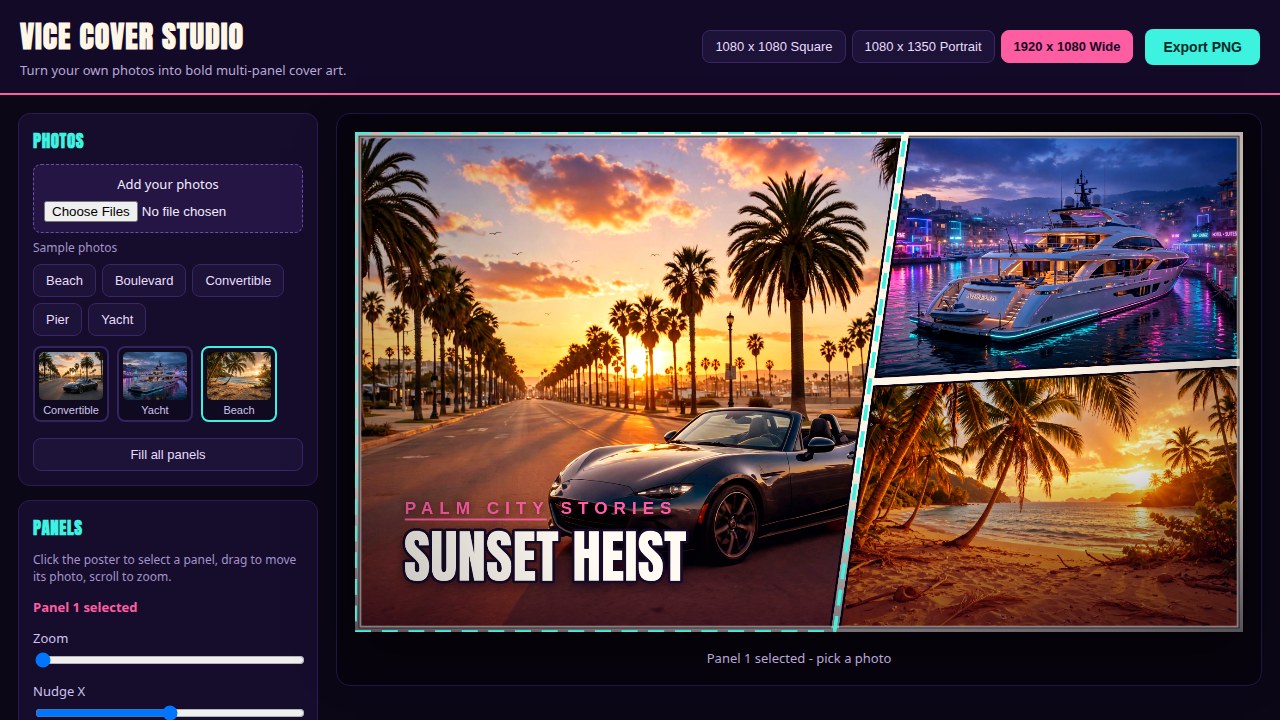 VICE COVER STUDIO
Turn your own photos into bold multi-panel cover art.
1080 x 1080 Square
1080 x 1350 Portrait
1920 x 1080 Wide
Export PNG
PHOTOS
Add your photos
Choose Files No file chosen
Sample photos
Beach
Boulevard
Convertible
Pier
Yacht
Convertible
Yacht
Beach
Fill all panels
PANELS
Click the poster to select a panel, drag to move
its photo, scroll to zoom.
Panel 1 selected
Zoom
Nudge X
PALM CITY STORIES
SUNSET HEIST
Panel 1 selected - pick a photo